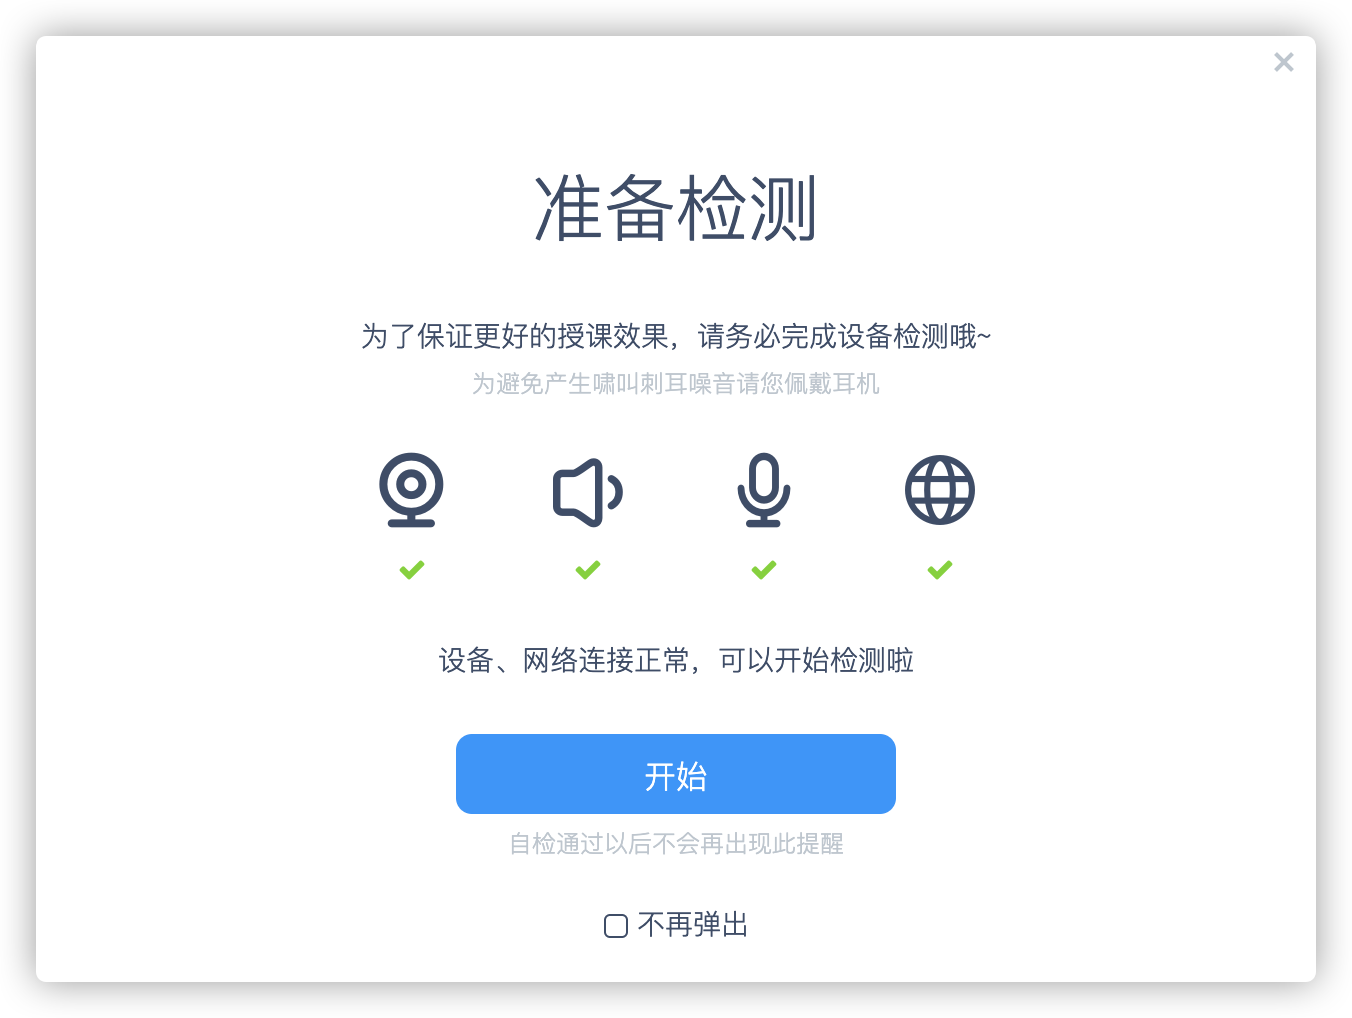 准备检测
为了保证更好的授课效果，请务必完成设备检测哦~
为避免产生啸叫刺耳噪音请您佩戴耳机
设备、网络连接正常，可以开始检测啦
开始
自检通过以后不会再出现此提醒
不再弹出